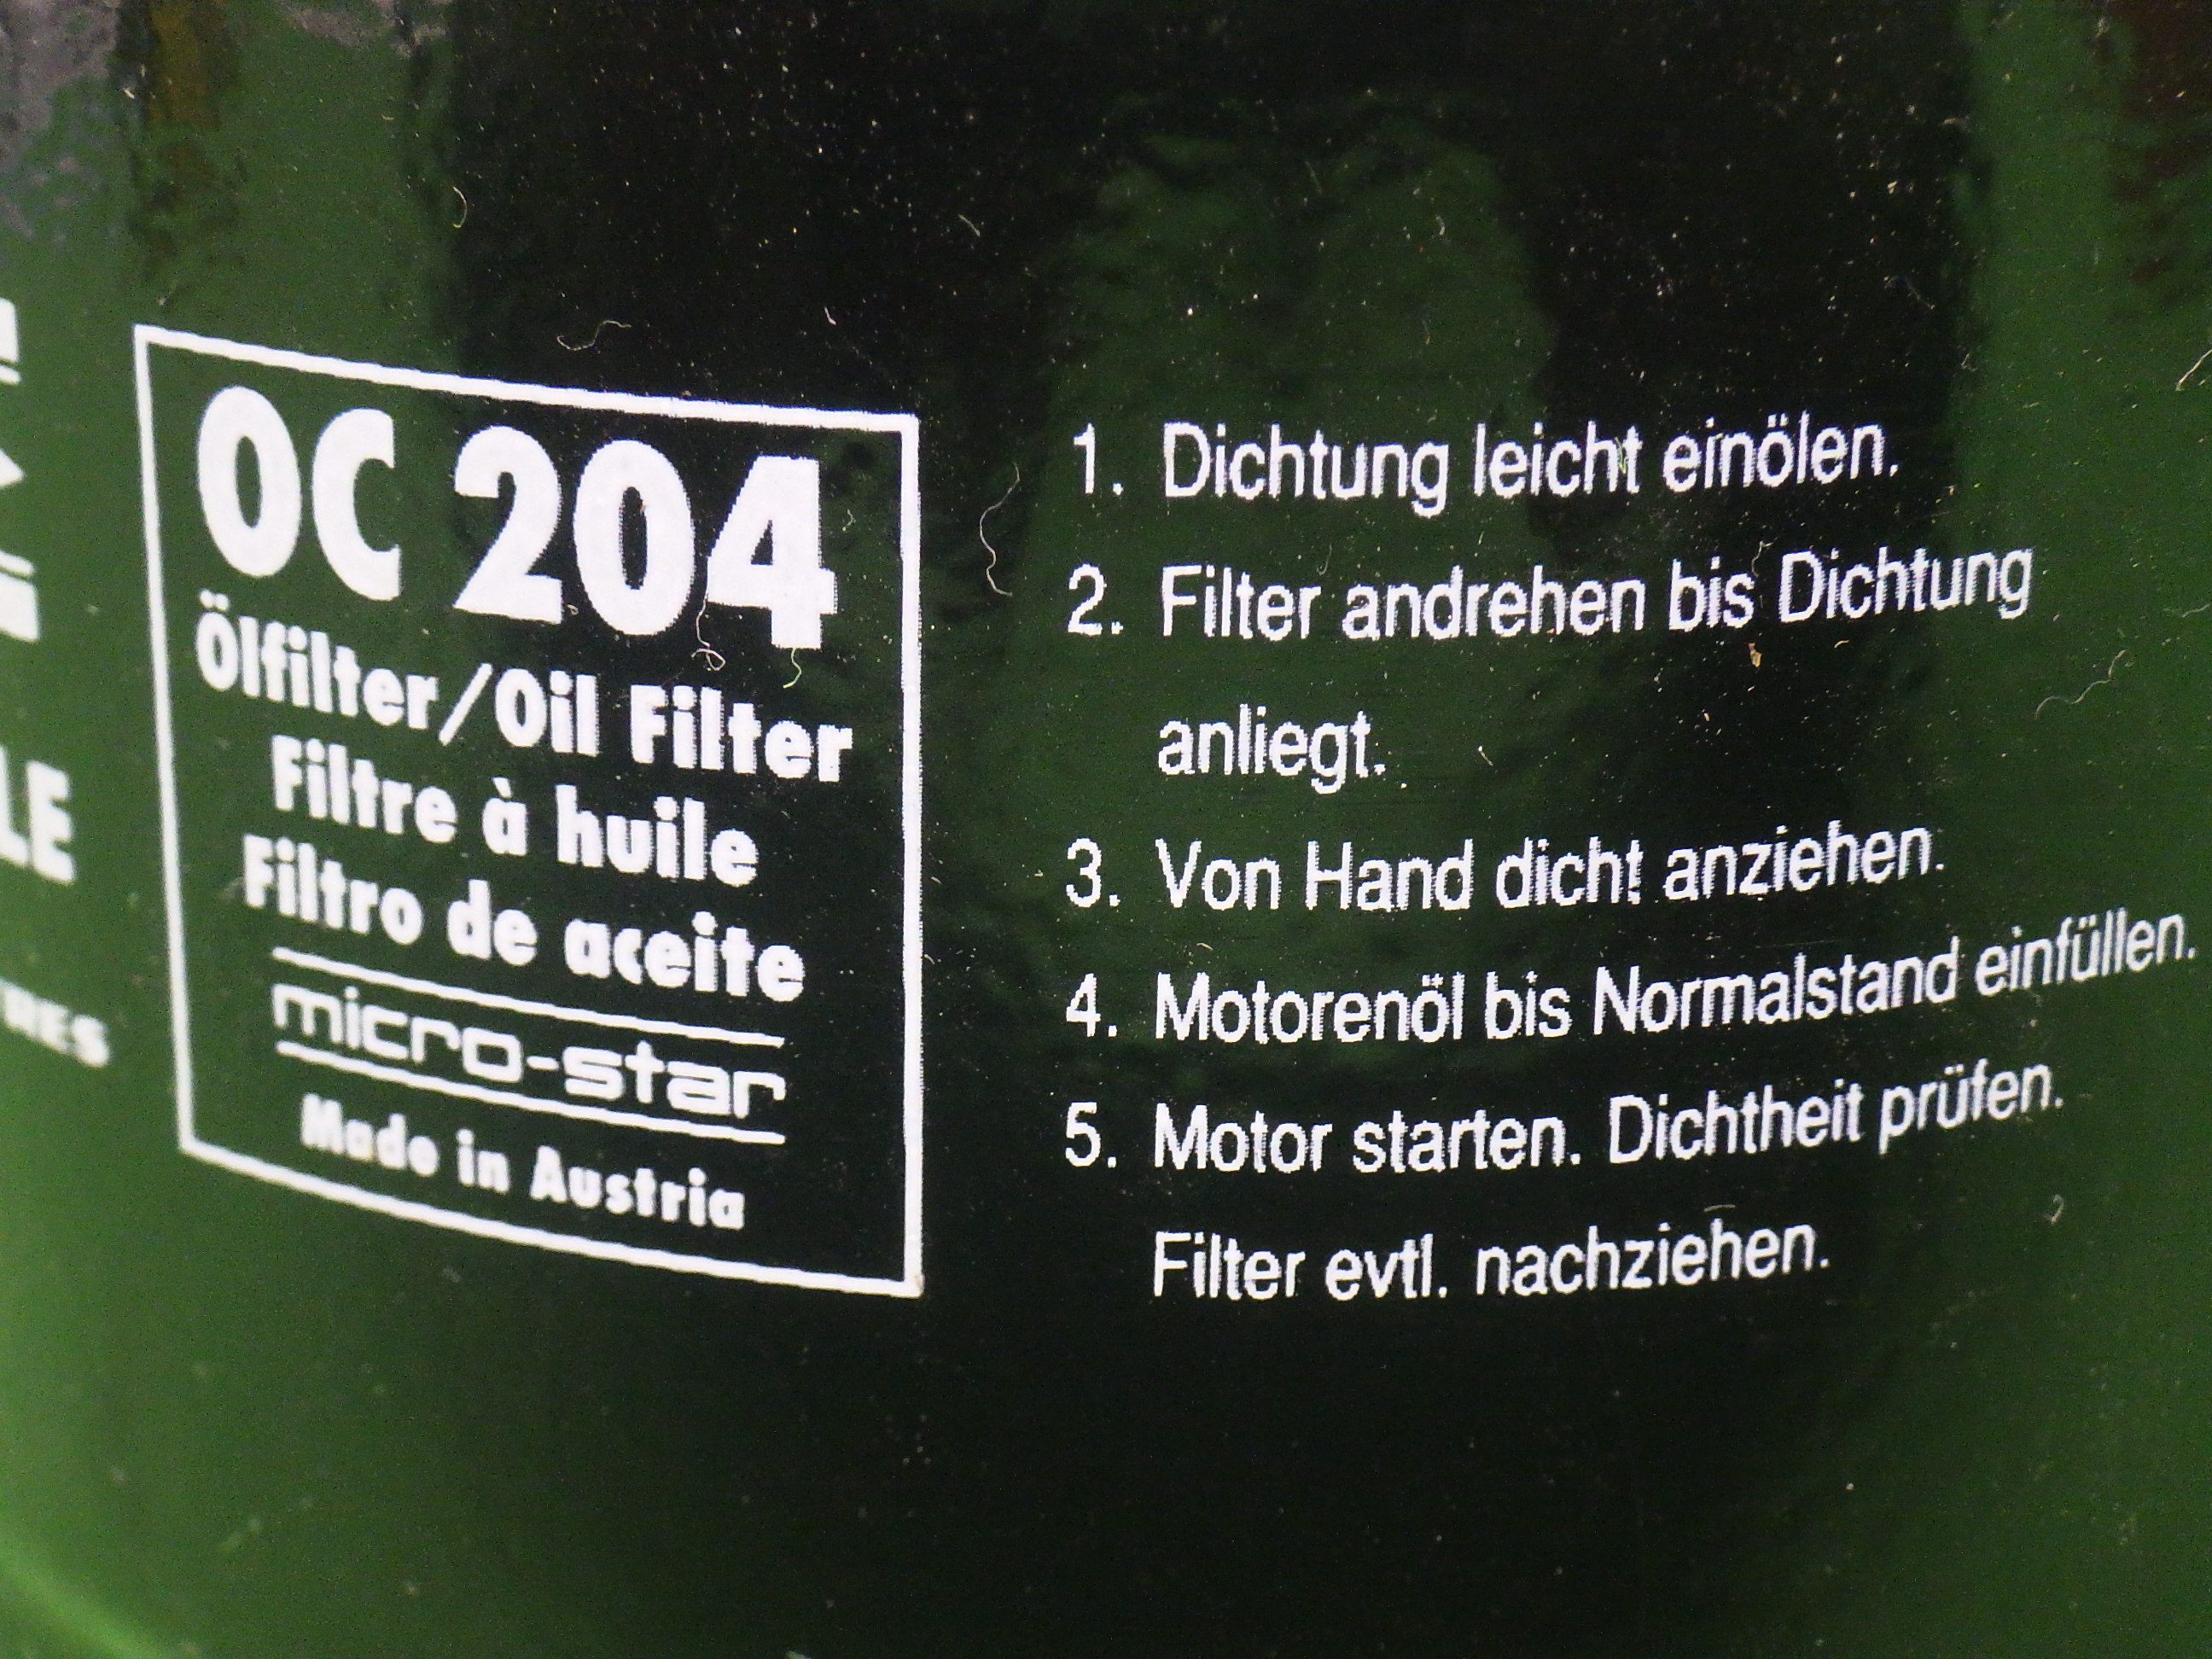 OC 204
Ölfilter/Oil Filter
Filtre à huile
Filtro de aceite
micro-star
Made in Austria
1. Dichtung leicht einölen.
2. Filter andrehen bis Dichtung
anliegt.
3. Von Hand dicht anziehen.
4. Motorenöl bis Normalstand einfüllen.
5. Motor starten. Dichtheit prüfen.
Filter evtl. nachziehen.